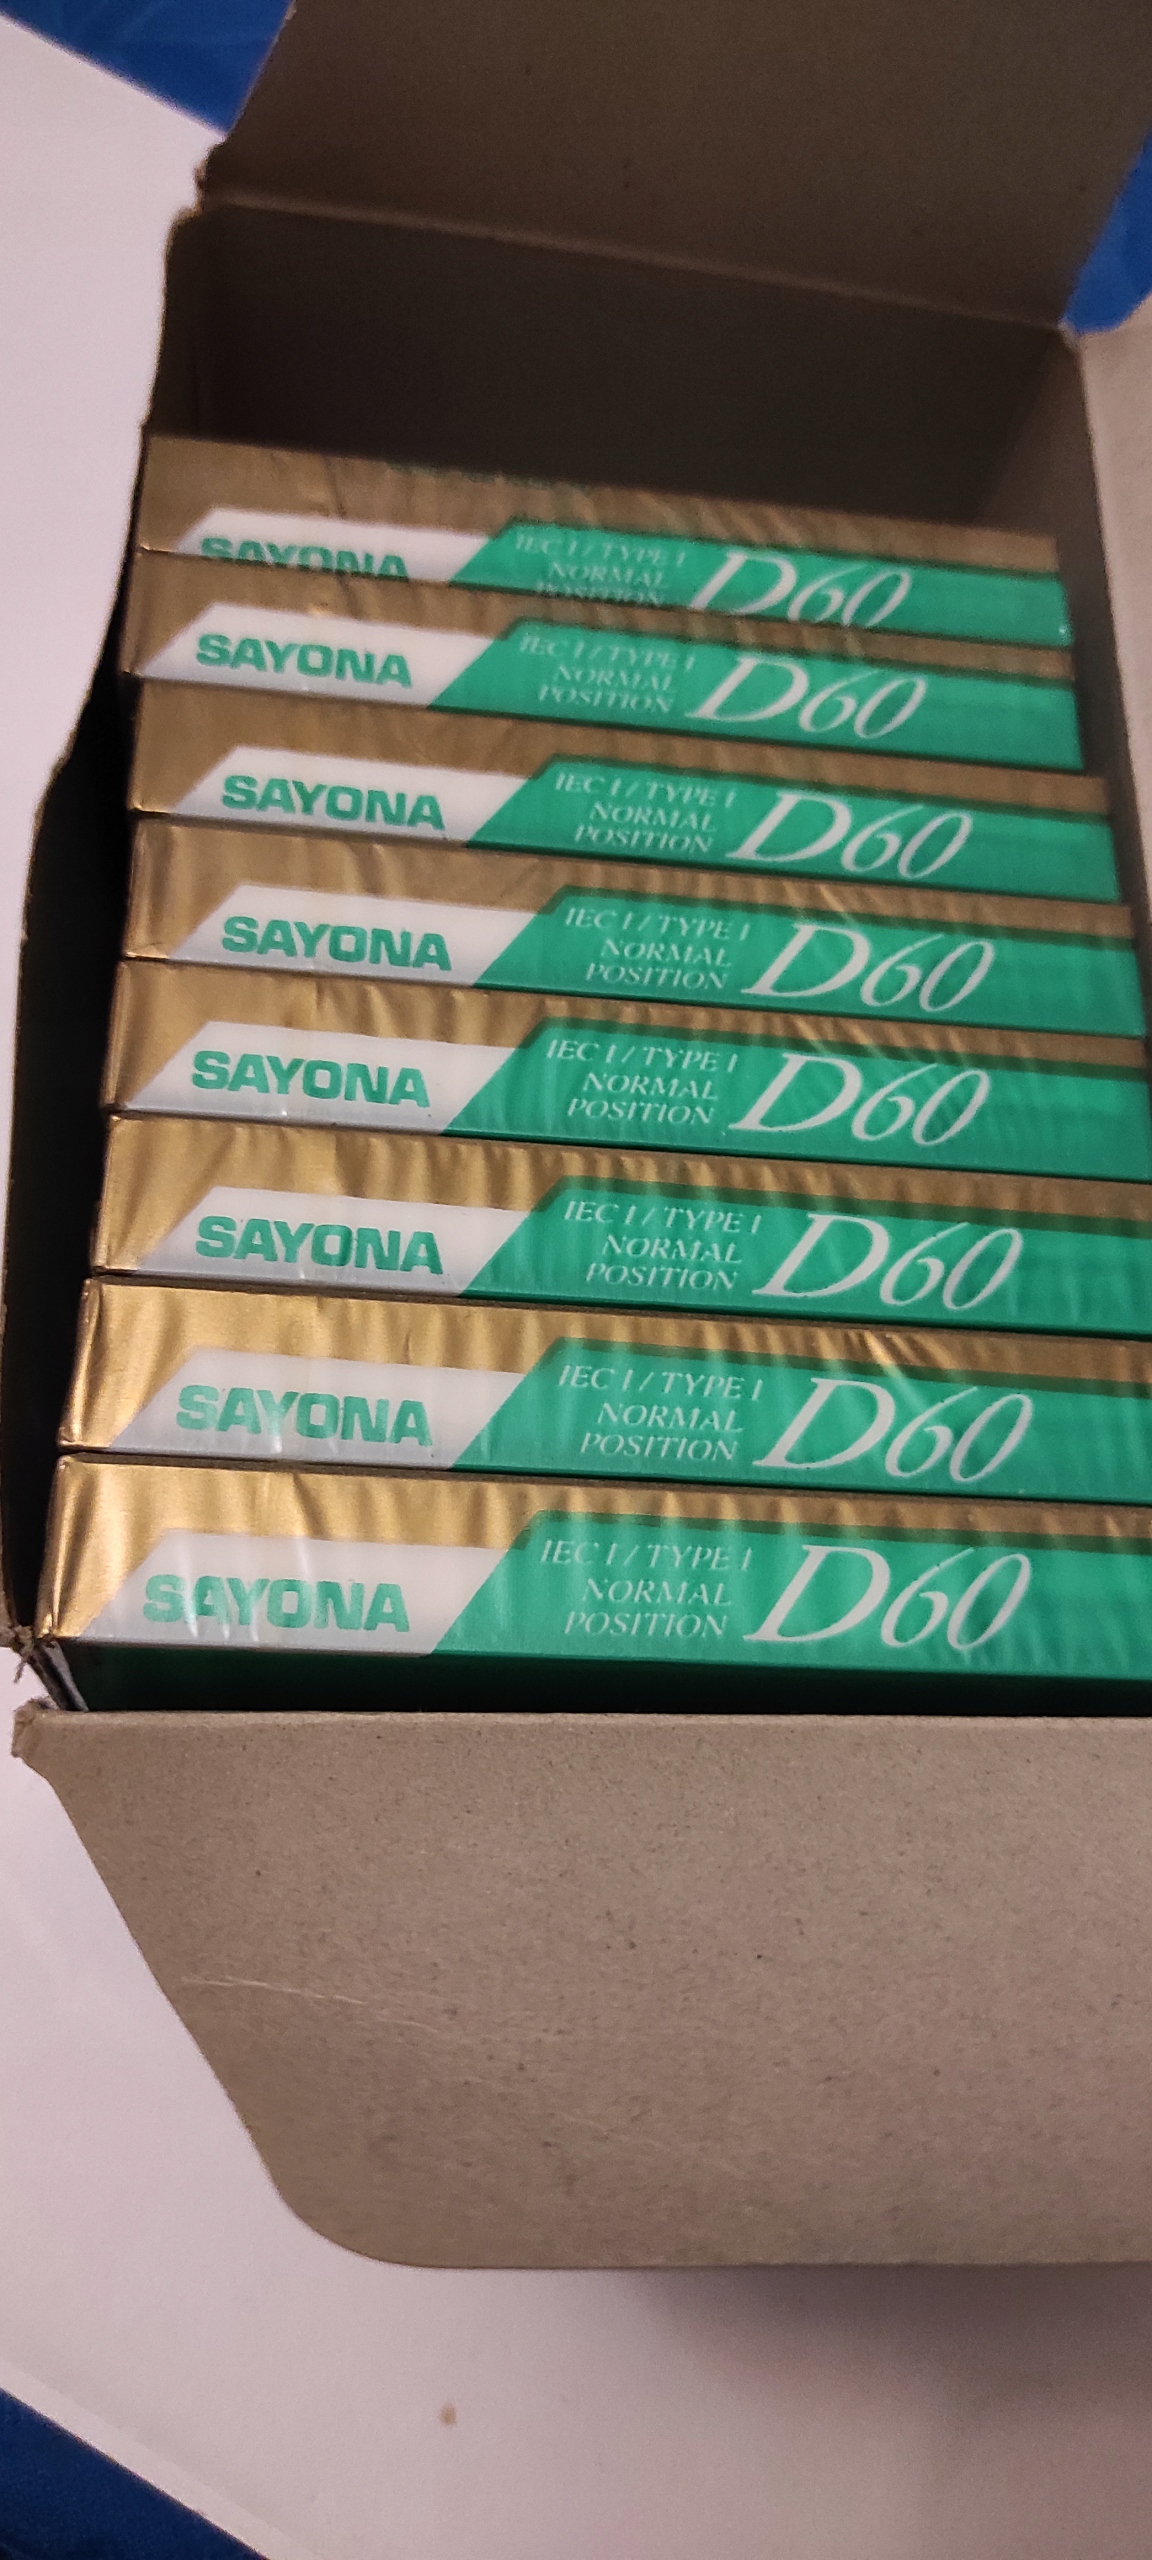 SAYONA
IEC I / TYPE I
NORMAL
POSITION
D60
SAYONA
IEC I / TYPE I
NORMAL
POSITION
D60
SAYONA
IEC I / TYPE I
NORMAL
POSITION
D60
SAYONA
IEC I / TYPE I
NORMAL
POSITION
D60
SAYONA
IEC I / TYPE I
NORMAL
POSITION
D60
SAYONA
IEC I / TYPE I
NORMAL
POSITION
D60
SAYONA
IEC I / TYPE I
NORMAL
POSITION
D60
SAYONA
IEC I / TYPE I
NORMAL
POSITION
D60